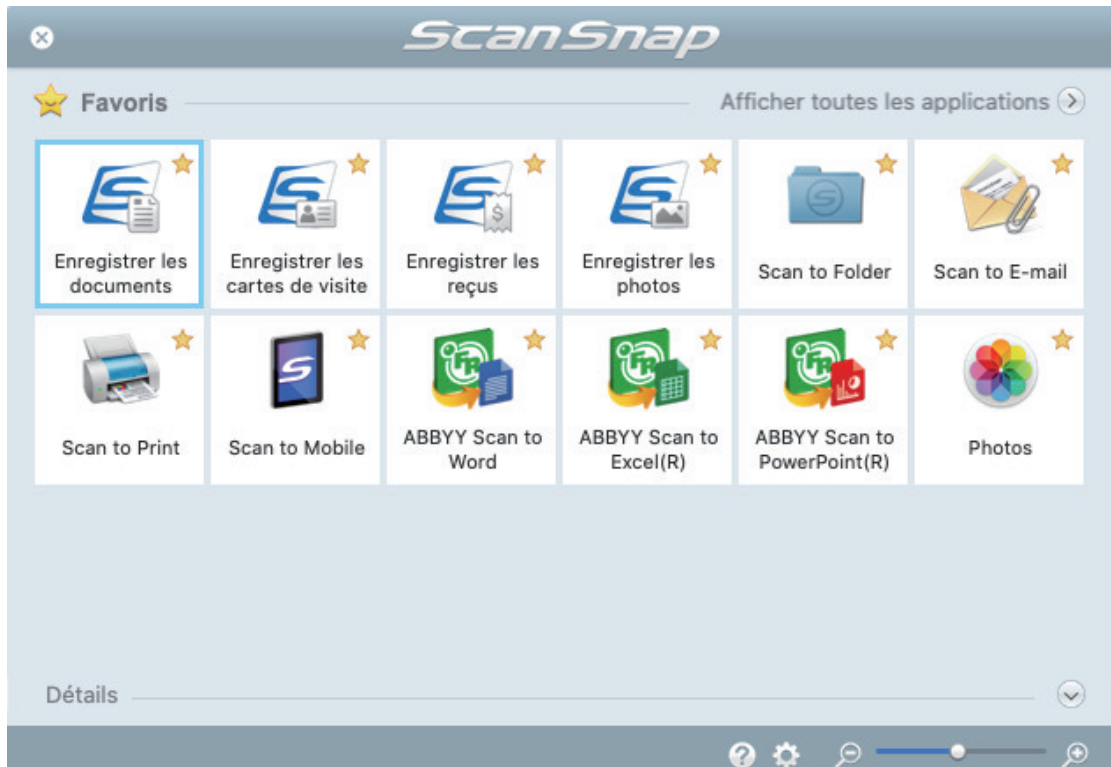 ScanSnap
Favoris
Afficher toutes les applications
Enregistrer les
documents
Enregistrer les
cartes de visite
Enregistrer les
reçus
Enregistrer les
photos
Scan to Folder
Scan to E-mail
Scan to Print
Scan to Mobile
ABBYY Scan to
Word
ABBYY Scan to
Excel(R)
ABBYY Scan to
PowerPoint(R)
Photos
Détails